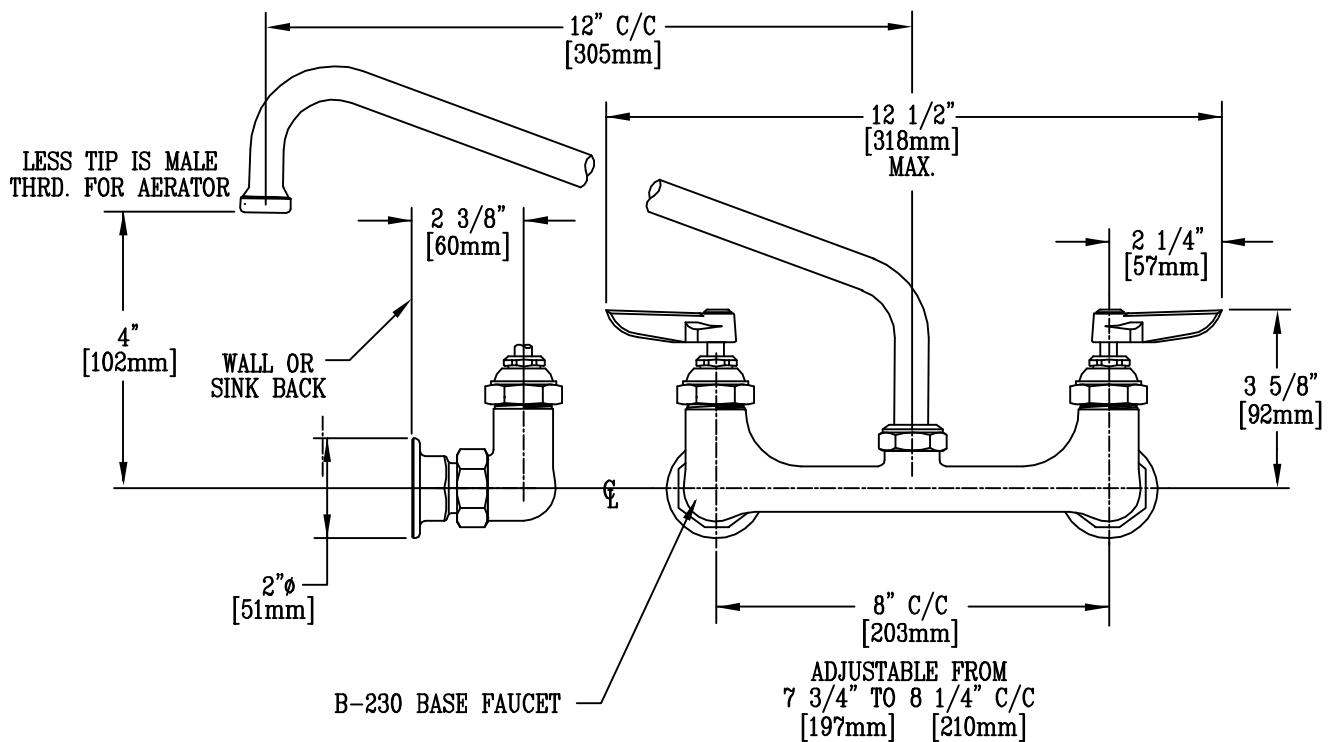 12" C/C
[305mm]
12 1/2"
[318mm]
MAX.
LESS TIP IS MALE
THRD. FOR AERATOR
2 3/8"
[60mm]
2 1/4"
[57mm]
4"
[102mm]
WALL OR
SINK BACK
3 5/8"
[92mm]
℄
2"ø
[51mm]
8" C/C
[203mm]
ADJUSTABLE FROM
7 3/4" TO 8 1/4" C/C
[197mm] [210mm]
B-230 BASE FAUCET